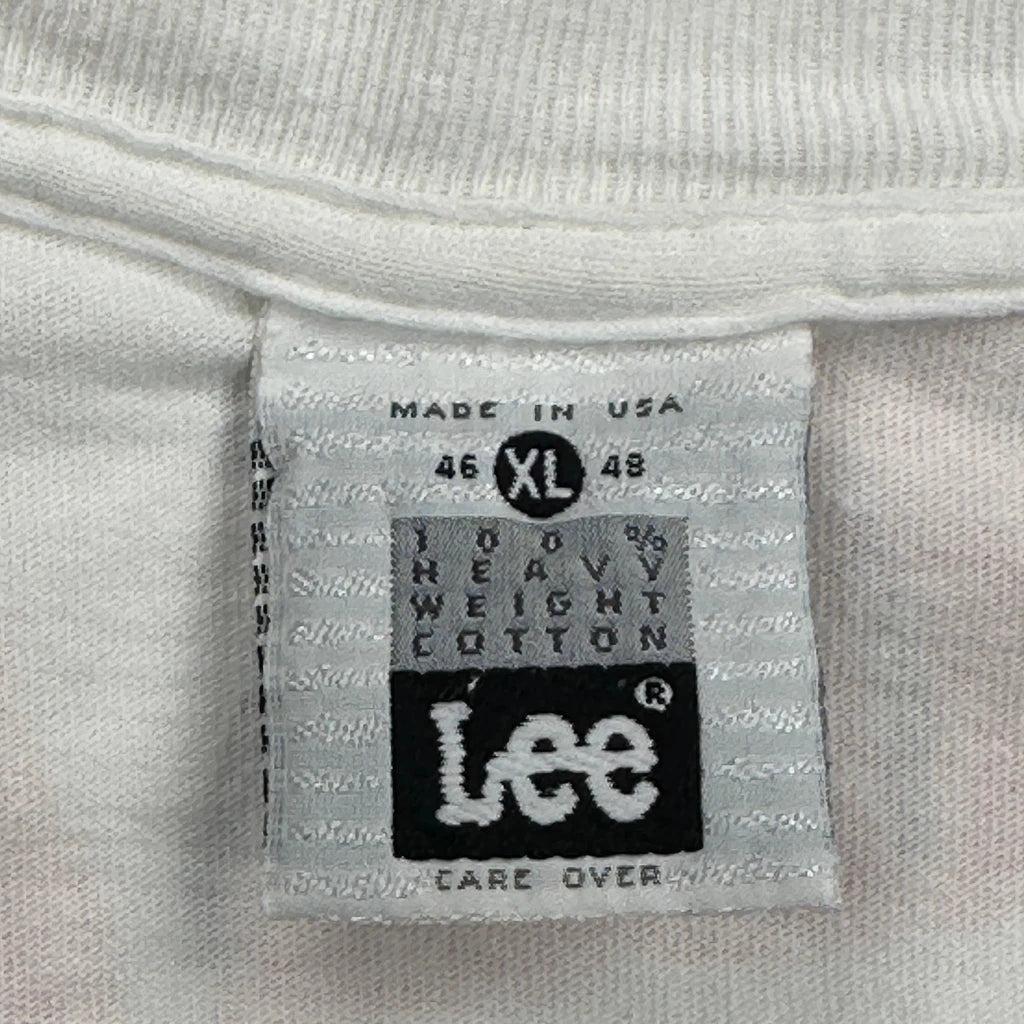 MADE IN USA
46 XL 48
100%
HEAVY
WEIGHT
COTTON
Lee®
CARE OVER